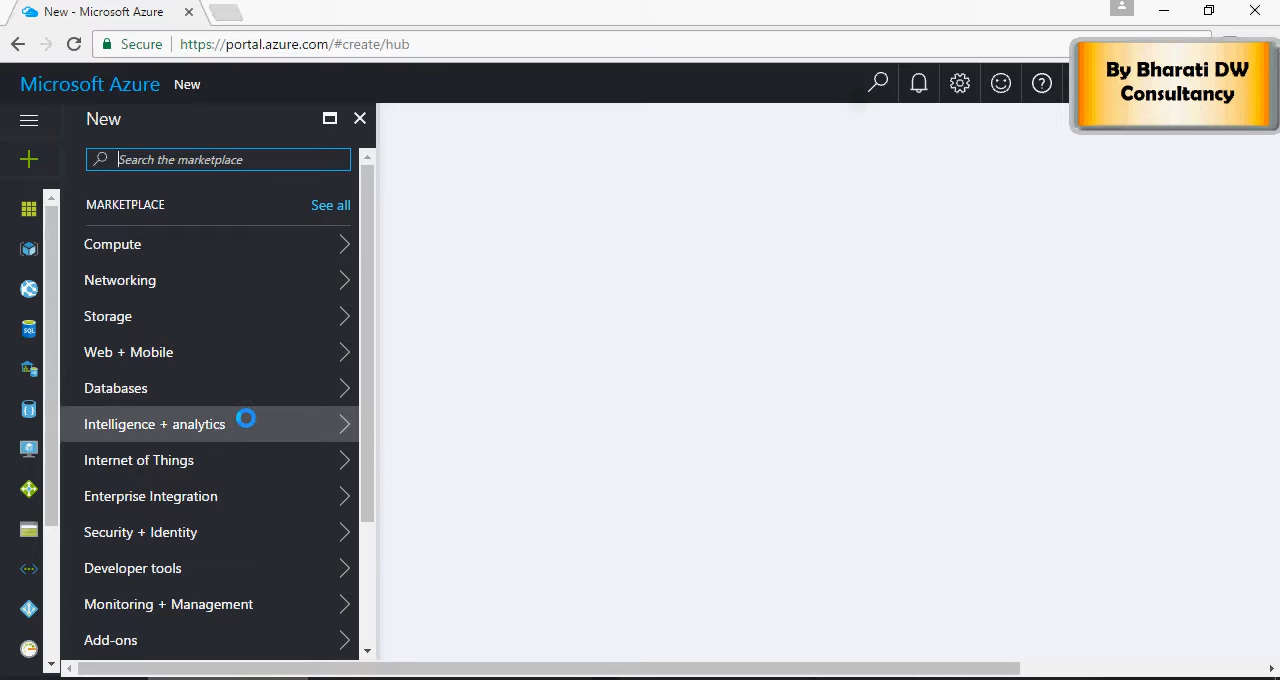 New - Microsoft Azure
Secure
https://portal.azure.com/#create/hub
By Bharati DW
Consultancy
Microsoft Azure New
New
Search the marketplace
MARKETPLACE See all
Compute
Networking
Storage
Web + Mobile
Databases
Intelligence + analytics
Internet of Things
Enterprise Integration
Security + Identity
Developer tools
Monitoring + Management
Add-ons
SQL